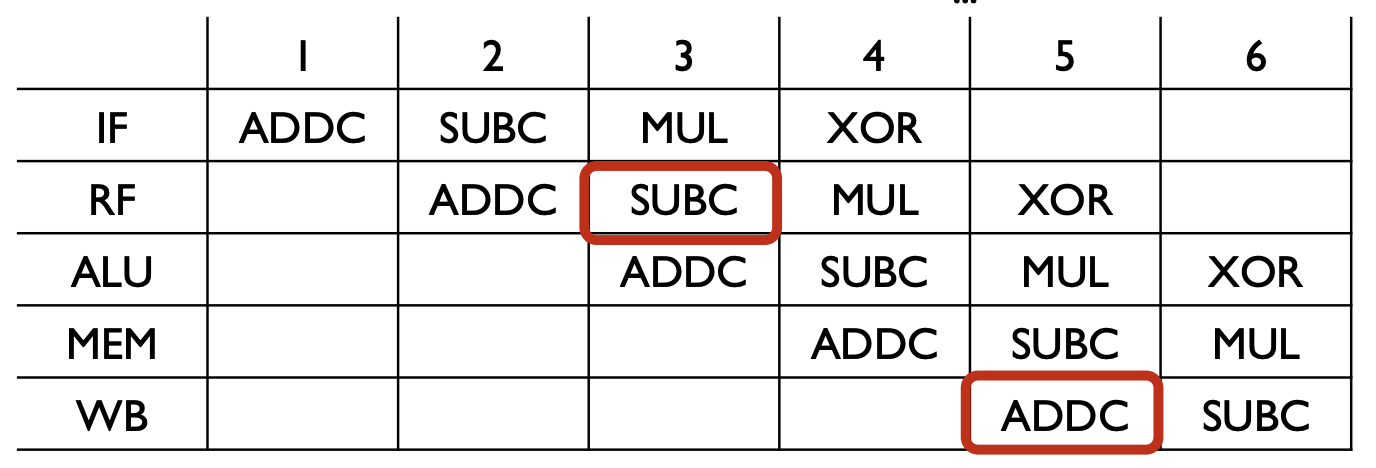 ...
1 2 3 4 5 6
IF ADDC SUBC MUL XOR
RF ADDC SUBC MUL XOR
ALU ADDC SUBC MUL XOR
MEM ADDC SUBC MUL
WB ADDC SUBC